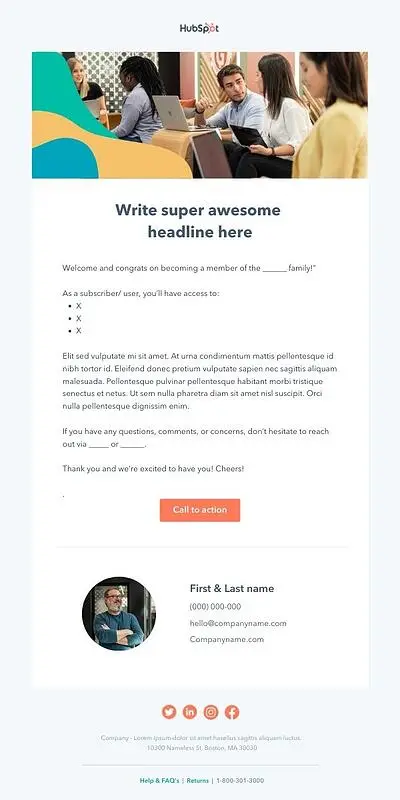 HubSpot
Write super awesome
headline here
Welcome and congrats on becoming a member of the ______ family!"
As a subscriber/ user, you'll have access to:
• X
• X
• X
Elit sed vulputate mi sit amet. At urna condimentum mattis pellentesque id
nibh tortor id. Eleifend donec pretium vulputate sapien nec sagittis aliquam
malesuada. Pellentesque pulvinar pellentesque habitant morbi tristique
senectus et netus. Ut sem nulla pharetra diam sit amet nisl suscipit. Orci
nulla pellentesque dignissim enim.
If you have any questions, comments, or concerns, don't hesitate to reach
out via _____ or ______.
Thank you and we're excited to have you! Cheers!
.
Call to action
First & Last name
(000) 000-000
hello@companyname.com
Companyname.com
Company - Lorem ipsum dolor sit amet hasellus sagittis aliquam luctus.
10300 Nameless St. Boston, MA 30030
Help & FAQ's | Returns | 1-800-301-3000